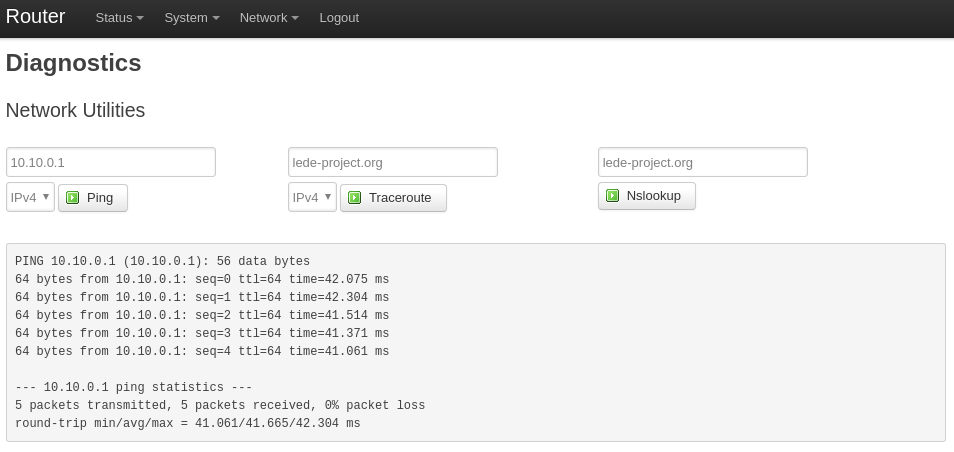 Router Status System Network Logout
Diagnostics
Network Utilities
10.10.0.1 lede-project.org lede-project.org
IPv4 Ping IPv4 Traceroute Nslookup
PING 10.10.0.1 (10.10.0.1): 56 data bytes
64 bytes from 10.10.0.1: seq=0 ttl=64 time=42.075 ms
64 bytes from 10.10.0.1: seq=1 ttl=64 time=42.304 ms
64 bytes from 10.10.0.1: seq=2 ttl=64 time=41.514 ms
64 bytes from 10.10.0.1: seq=3 ttl=64 time=41.371 ms
64 bytes from 10.10.0.1: seq=4 ttl=64 time=41.061 ms
--- 10.10.0.1 ping statistics ---
5 packets transmitted, 5 packets received, 0% packet loss
round-trip min/avg/max = 41.061/41.665/42.304 ms